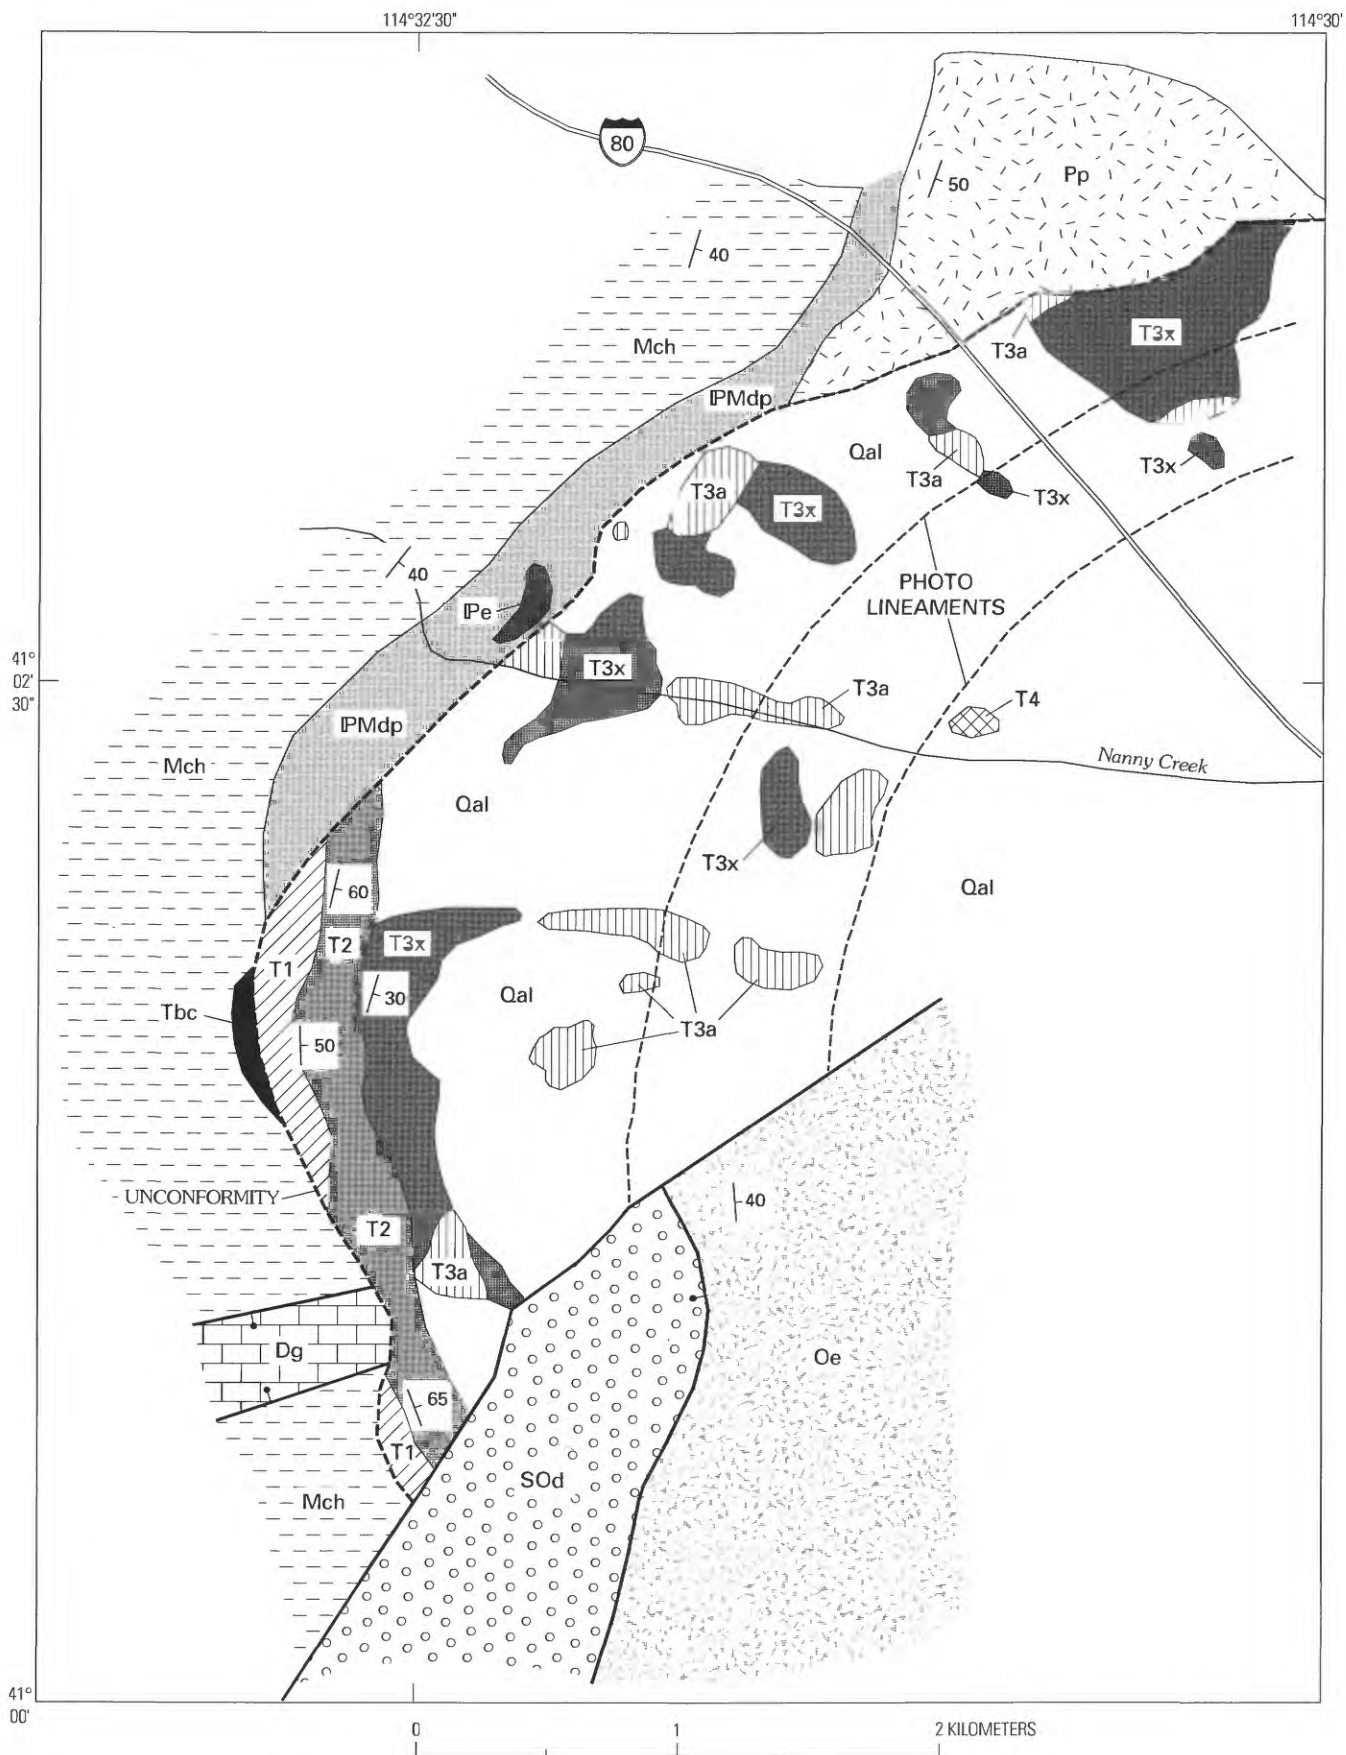 114°32'30"
114°30'
80
50
Pp
40
Mch
T3x
T3a
IPMdp
Qal
T3a
T3x
T3a
T3x
T3x
40
PHOTO
LINEAMENTS
IPe
41°
02'
30"
T3x
T3a
T4
IPMdp
Mch
Nanny Creek
Qal
T3x
60
Qal
T2
T3x
T1
30
Qal
Tbc
T3a
50
UNCONFORMITY
40
T2
T3a
Dg
Oe
65
T1
SOd
Mch
41°
00'
0
1
2 KILOMETERS